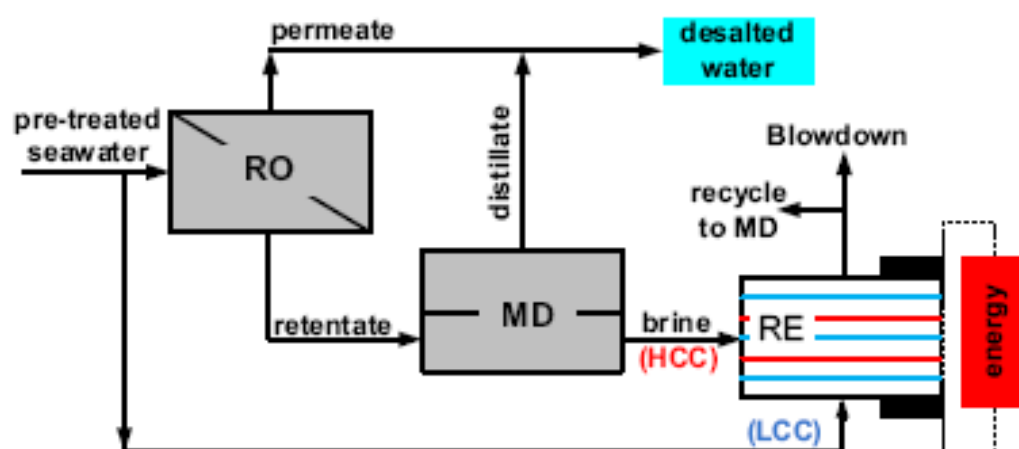 permeate
desalted
water
pre-treated
seawater
RO
distillate
Blowdown
recycle
to MD
retentate
MD
brine
(HCC)
RE
energy
(LCC)